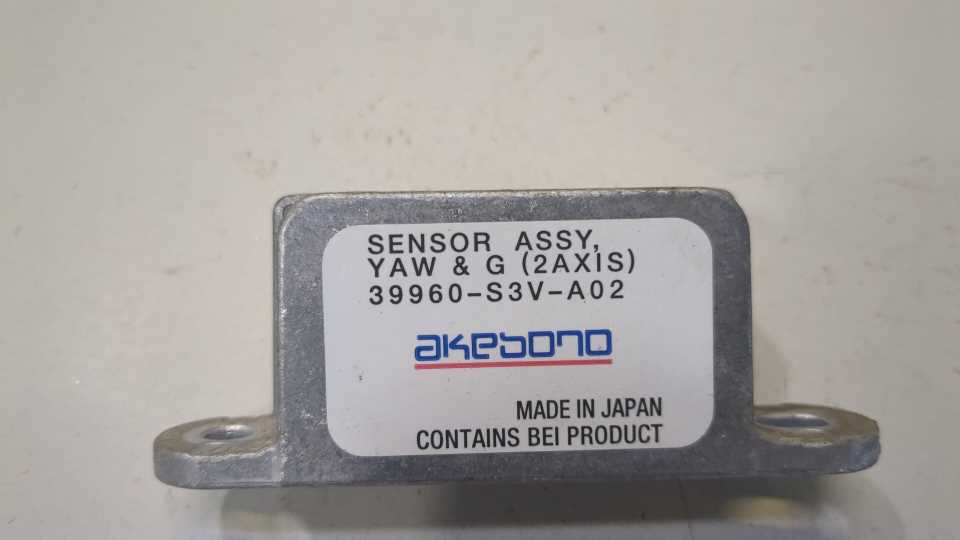 SENSOR ASSY,
YAW & G (2AXIS)
39960-S3V-A02
akebono
MADE IN JAPAN
CONTAINS BEI PRODUCT